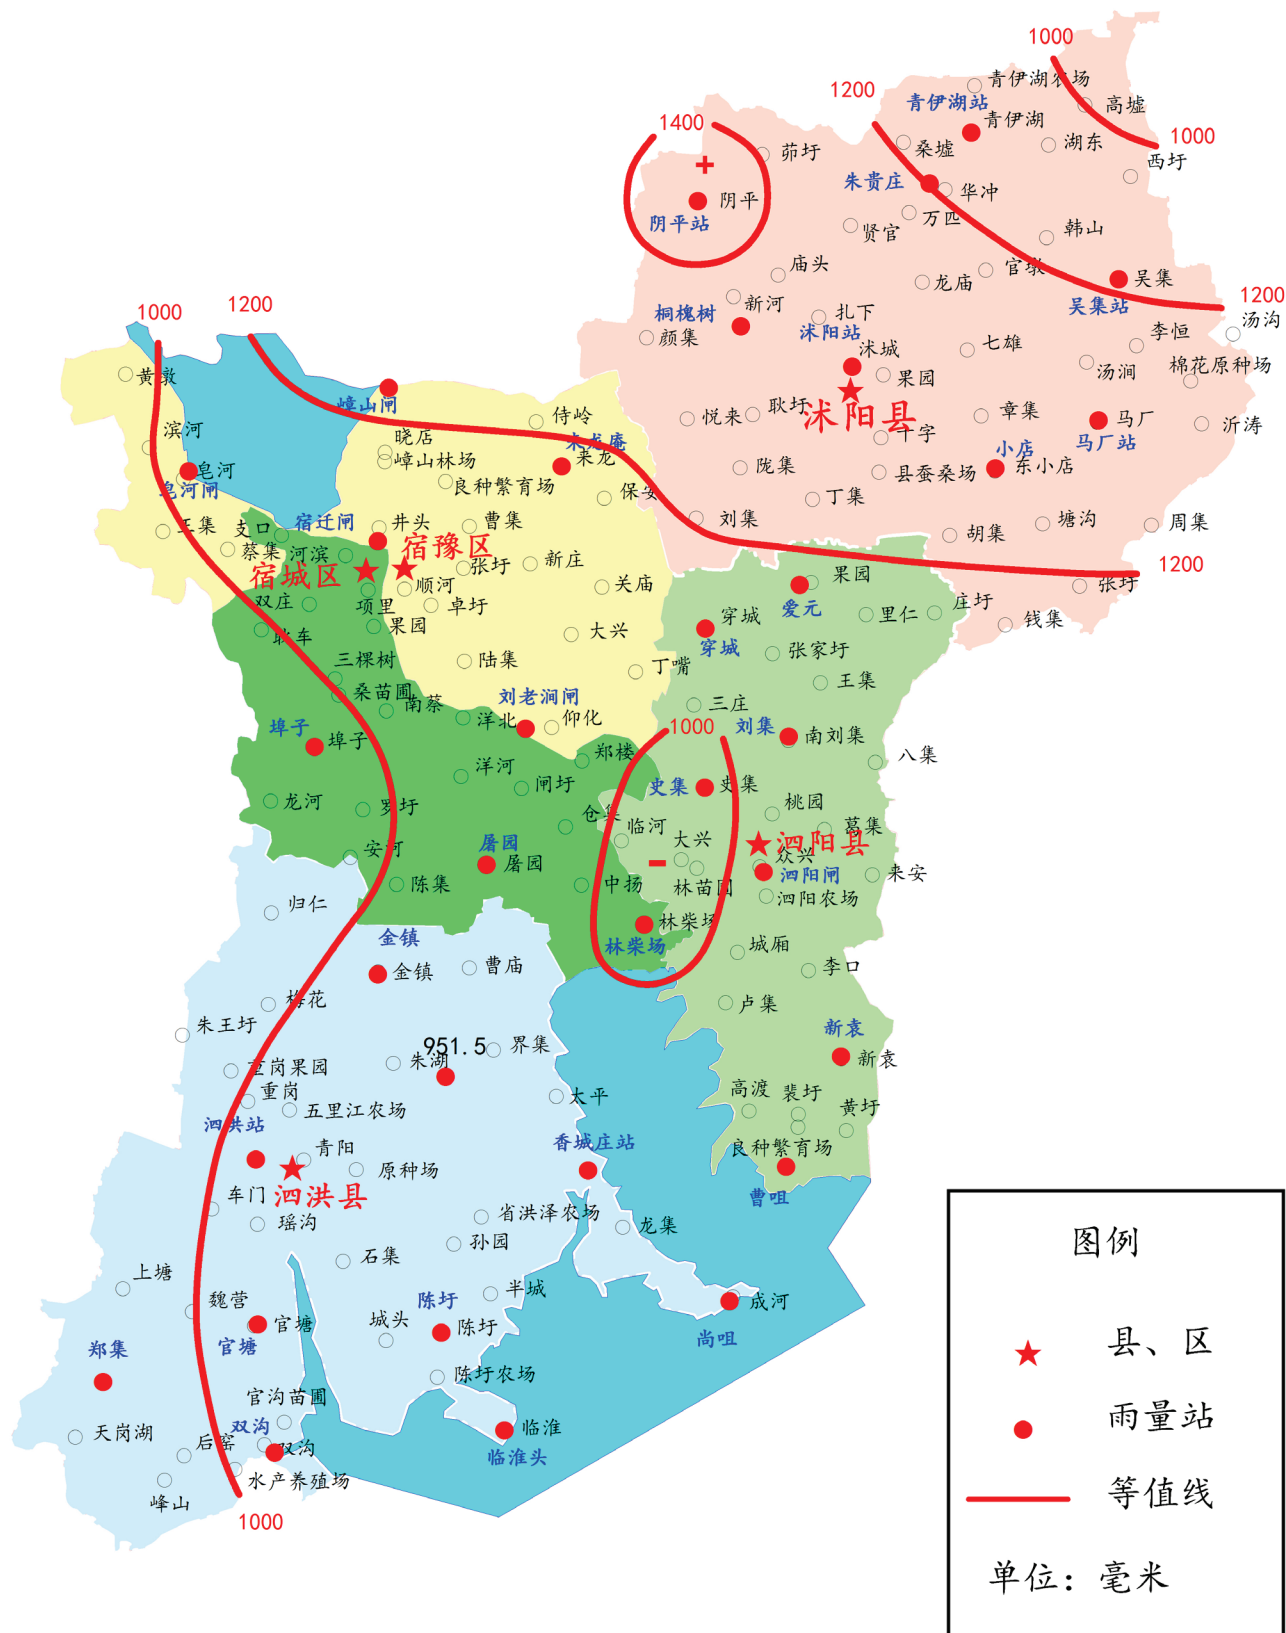 1000
青伊湖农场
1200
青伊湖站
高墟
1400
青伊湖
1000
茆圩
桑墟
湖东
西圩
朱贵庄
华冲
阴平
阴平站
万匹
贤官
韩山
庙头
官墩
龙庙
吴集
新河
1200
吴集站
1200
1000
桐槐树
扎下
汤沟
沭阳站
李恒
颜集
沭城
七雄
果园
汤涧
棉花原种场
黄墩
嶂山闸
侍岭
悦来
耿圩
沭阳县
章集
马厂
沂涛
滨河
晓店
来龙庵
十字
小店
马厂站
嶂山林场
来龙
陇集
县蚕桑场
东小店
皂河
皂河闸
良种繁育场
保安
丁集
王集
支口
宿迁闸
井头
曹集
刘集
胡集
塘沟
周集
蔡集
河滨
宿豫区
宿城区
张圩
新庄
1200
果园
张圩
双庄
项里
顺河
卓圩
关庙
爱元
里仁
庄圩
耿车
果园
大兴
穿城
穿城
钱集
三棵树
陆集
丁嘴
张家圩
桑苗圃
南蔡
刘老涧闸
王集
三庄
埠子
埠子
洋北
仰化
1000
刘集
南刘集
郑楼
八集
洋河
闸圩
史集
史集
龙河
罗圩
仓集
临河
桃园
葛集
安河
屠园
屠园
大兴
泗阳县
众兴
陈集
中扬
林苗圃
泗阳闸
来安
泗阳农场
归仁
林柴场
林柴场
金镇
金镇
曹庙
城厢
李口
梅花
卢集
朱王圩
新袁
951.5
界集
新袁
重岗果园
朱湖
重岗
五里江农场
太平
高渡
裴圩
黄圩
泗洪站
青阳
香城庄站
良种繁育场
原种场
车门
泗洪县
曹咀
瑶沟
省洪泽农场
龙集
孙园
图例
上塘
石集
半城
魏营
成河
郑集
官塘
官塘
陈圩
陈圩
城头
尚咀
县、区
陈圩农场
官沟苗圃
天岗湖
双沟
后窑
双沟
临淮
临淮头
雨量站
水产养殖场
峰山
等值线
1000
单位：毫米